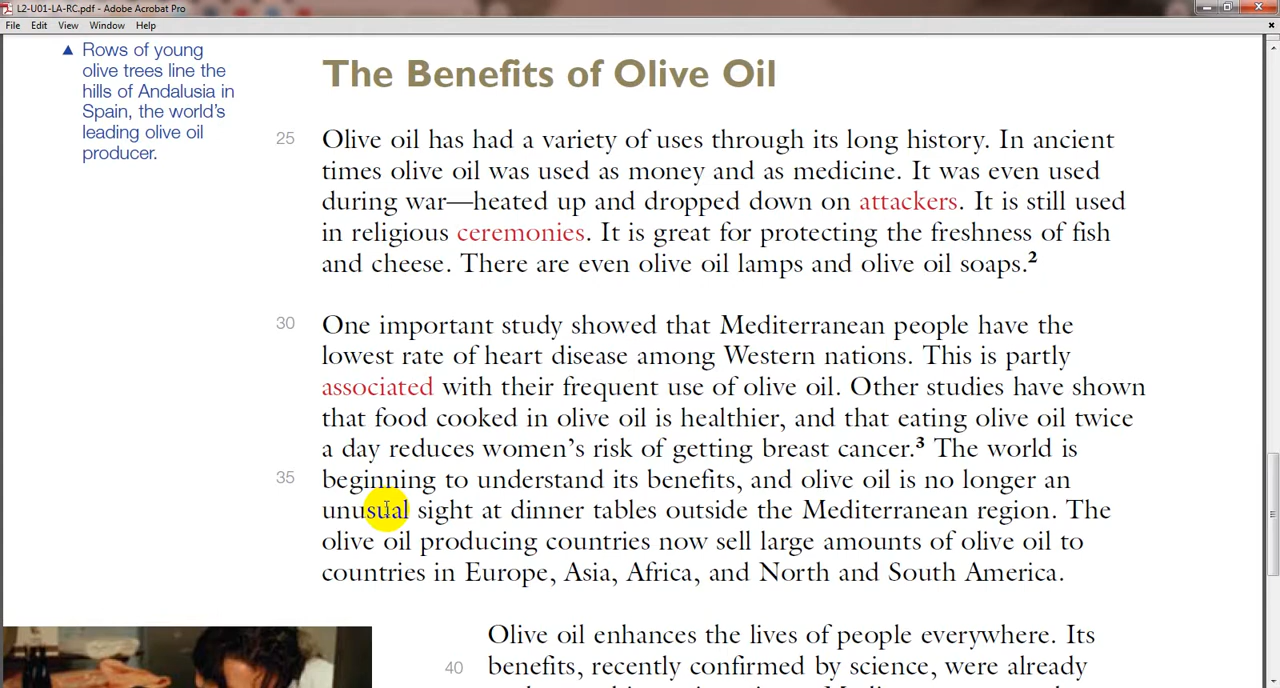 L2-U01-LA-RC.pdf - Adobe Acrobat Pro
File Edit View Window Help
▲ Rows of young
olive trees line the
hills of Andalusia in
Spain, the world's
leading olive oil
producer.
The Benefits of Olive Oil
25 Olive oil has had a variety of uses through its long history. In ancient
times olive oil was used as money and as medicine. It was even used
during war—heated up and dropped down on attackers. It is still used
in religious ceremonies. It is great for protecting the freshness of fish
and cheese. There are even olive oil lamps and olive oil soaps.²
30 One important study showed that Mediterranean people have the
lowest rate of heart disease among Western nations. This is partly
associated with their frequent use of olive oil. Other studies have shown
that food cooked in olive oil is healthier, and that eating olive oil twice
a day reduces women's risk of getting breast cancer.³ The world is
35 beginning to understand its benefits, and olive oil is no longer an
unusual sight at dinner tables outside the Mediterranean region. The
olive oil producing countries now sell large amounts of olive oil to
countries in Europe, Asia, Africa, and North and South America.
Olive oil enhances the lives of people everywhere. Its
40 benefits, recently confirmed by science, were already